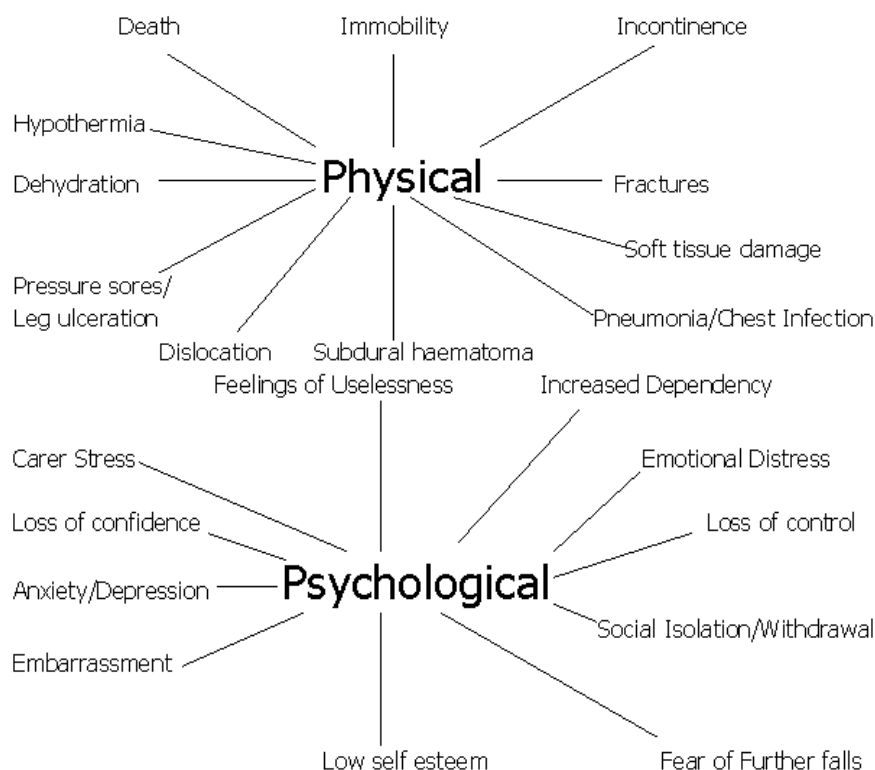 Death
Immobility
Incontinence
Hypothermia
Physical
Dehydration
Fractures
Soft tissue damage
Pressure sores/
Leg ulceration
Pneumonia/Chest Infection
Dislocation
Subdural haematoma
Feelings of Uselessness
Increased Dependency
Carer Stress
Emotional Distress
Loss of confidence
Loss of control
Psychological
Anxiety/Depression
Social Isolation/Withdrawal
Embarrassment
Low self esteem
Fear of Further falls